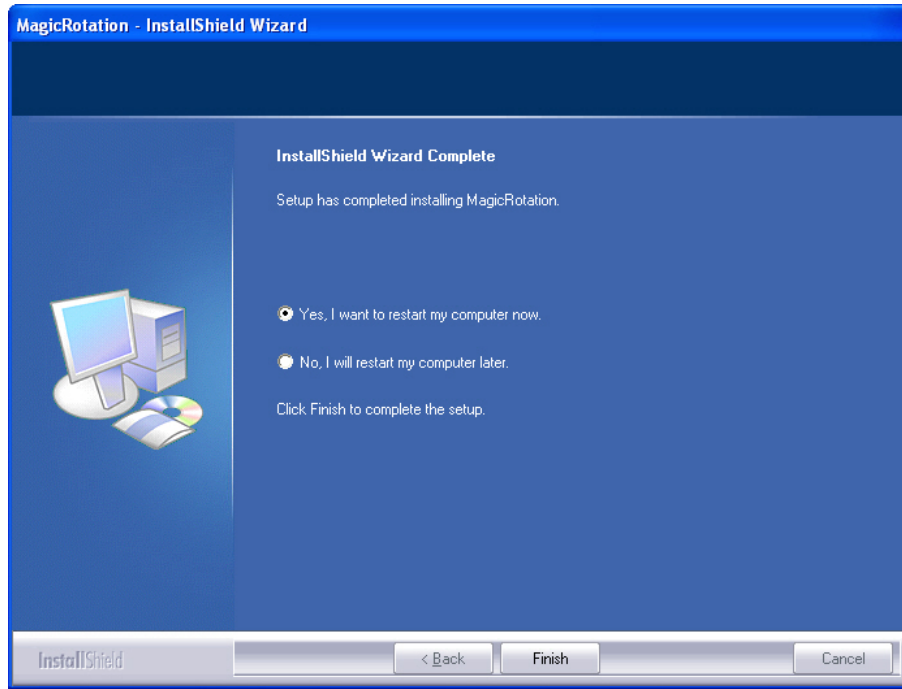 MagicRotation - InstallShield Wizard
InstallShield Wizard Complete
Setup has completed installing MagicRotation.
Yes, I want to restart my computer now.
No, I will restart my computer later.
Click Finish to complete the setup.
InstallShield
< Back
Finish
Cancel